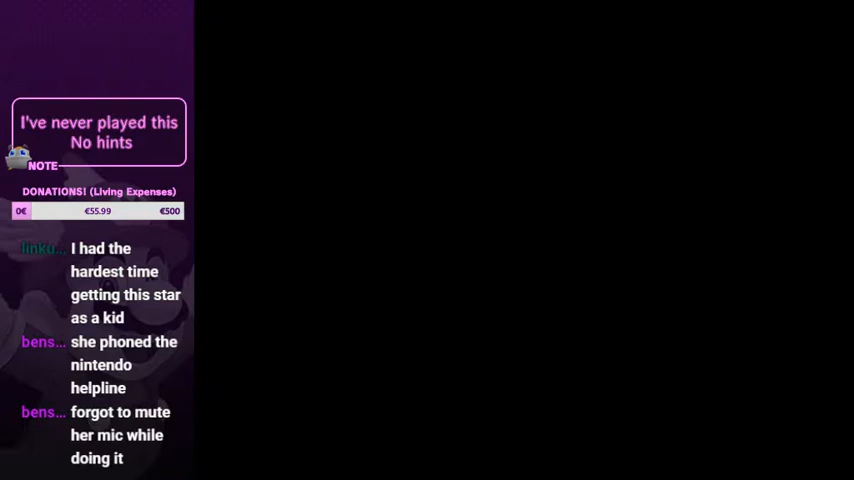 I've never played this
No hints
NOTE
DONATIONS! (Living Expenses)
0€ €55.99 €500
linku... I had the
hardest time
getting this star
as a kid
bens... she phoned the
nintendo
helpline
bens... forgot to mute
her mic while
doing it